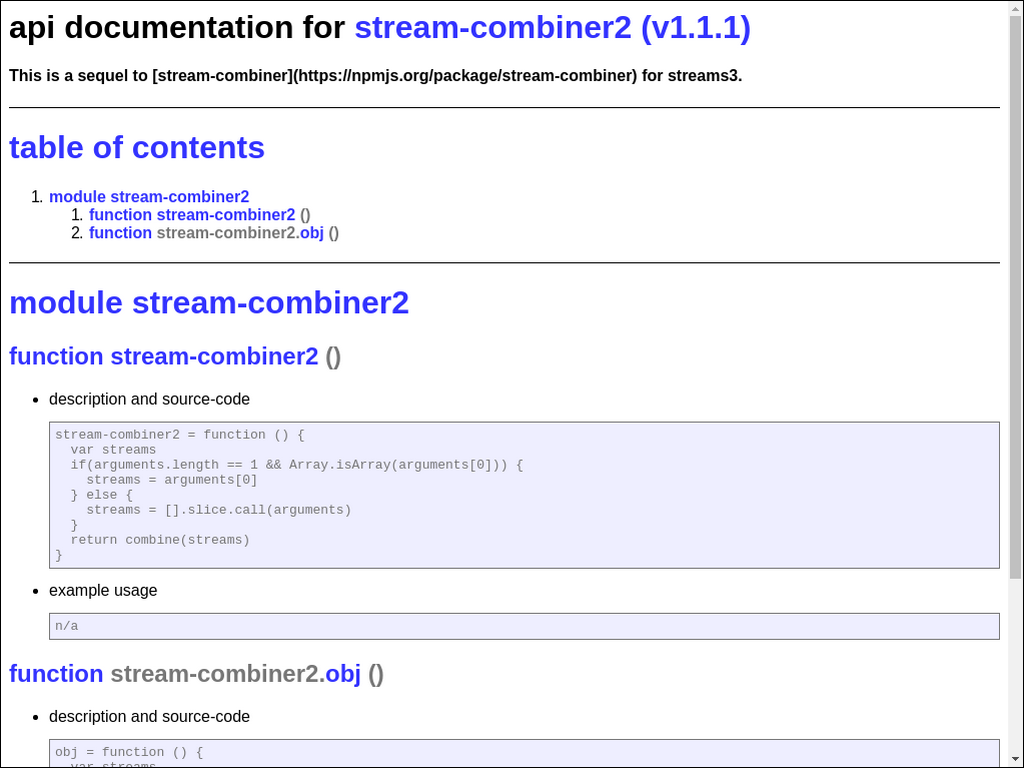 api documentation for stream-combiner2 (v1.1.1)
This is a sequel to [stream-combiner](https://npmjs.org/package/stream-combiner) for streams3.
table of contents
1. module stream-combiner2
1. function stream-combiner2 ()
2. function stream-combiner2.obj ()
module stream-combiner2
function stream-combiner2 ()
• description and source-code
stream-combiner2 = function () {
  var streams
  if(arguments.length == 1 && Array.isArray(arguments[0])) {
    streams = arguments[0]
  } else {
    streams = [].slice.call(arguments)
  }
  return combine(streams)
}
• example usage
n/a
function stream-combiner2.obj ()
• description and source-code
obj = function () {
  var streams